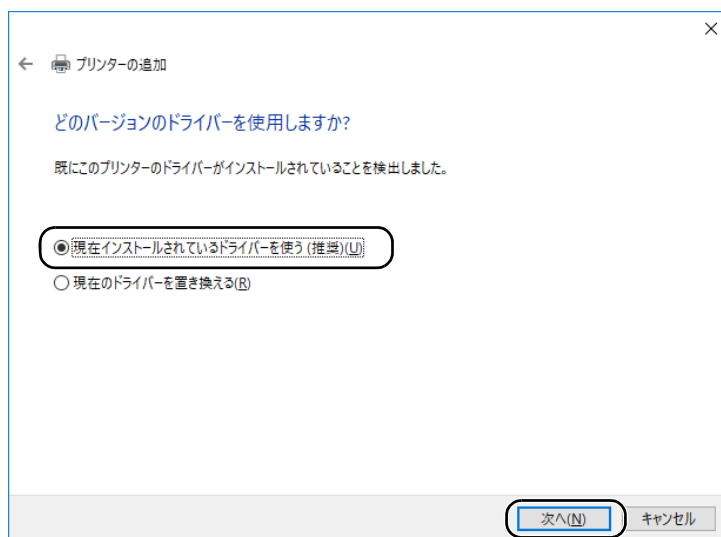 プリンターの追加
どのバージョンのドライバーを使用しますか?
既にこのプリンターのドライバーがインストールされていることを検出しました。
現在インストールされているドライバーを使う (推奨)(U)
現在のドライバーを置き換える(R)
次へ(N) キャンセル